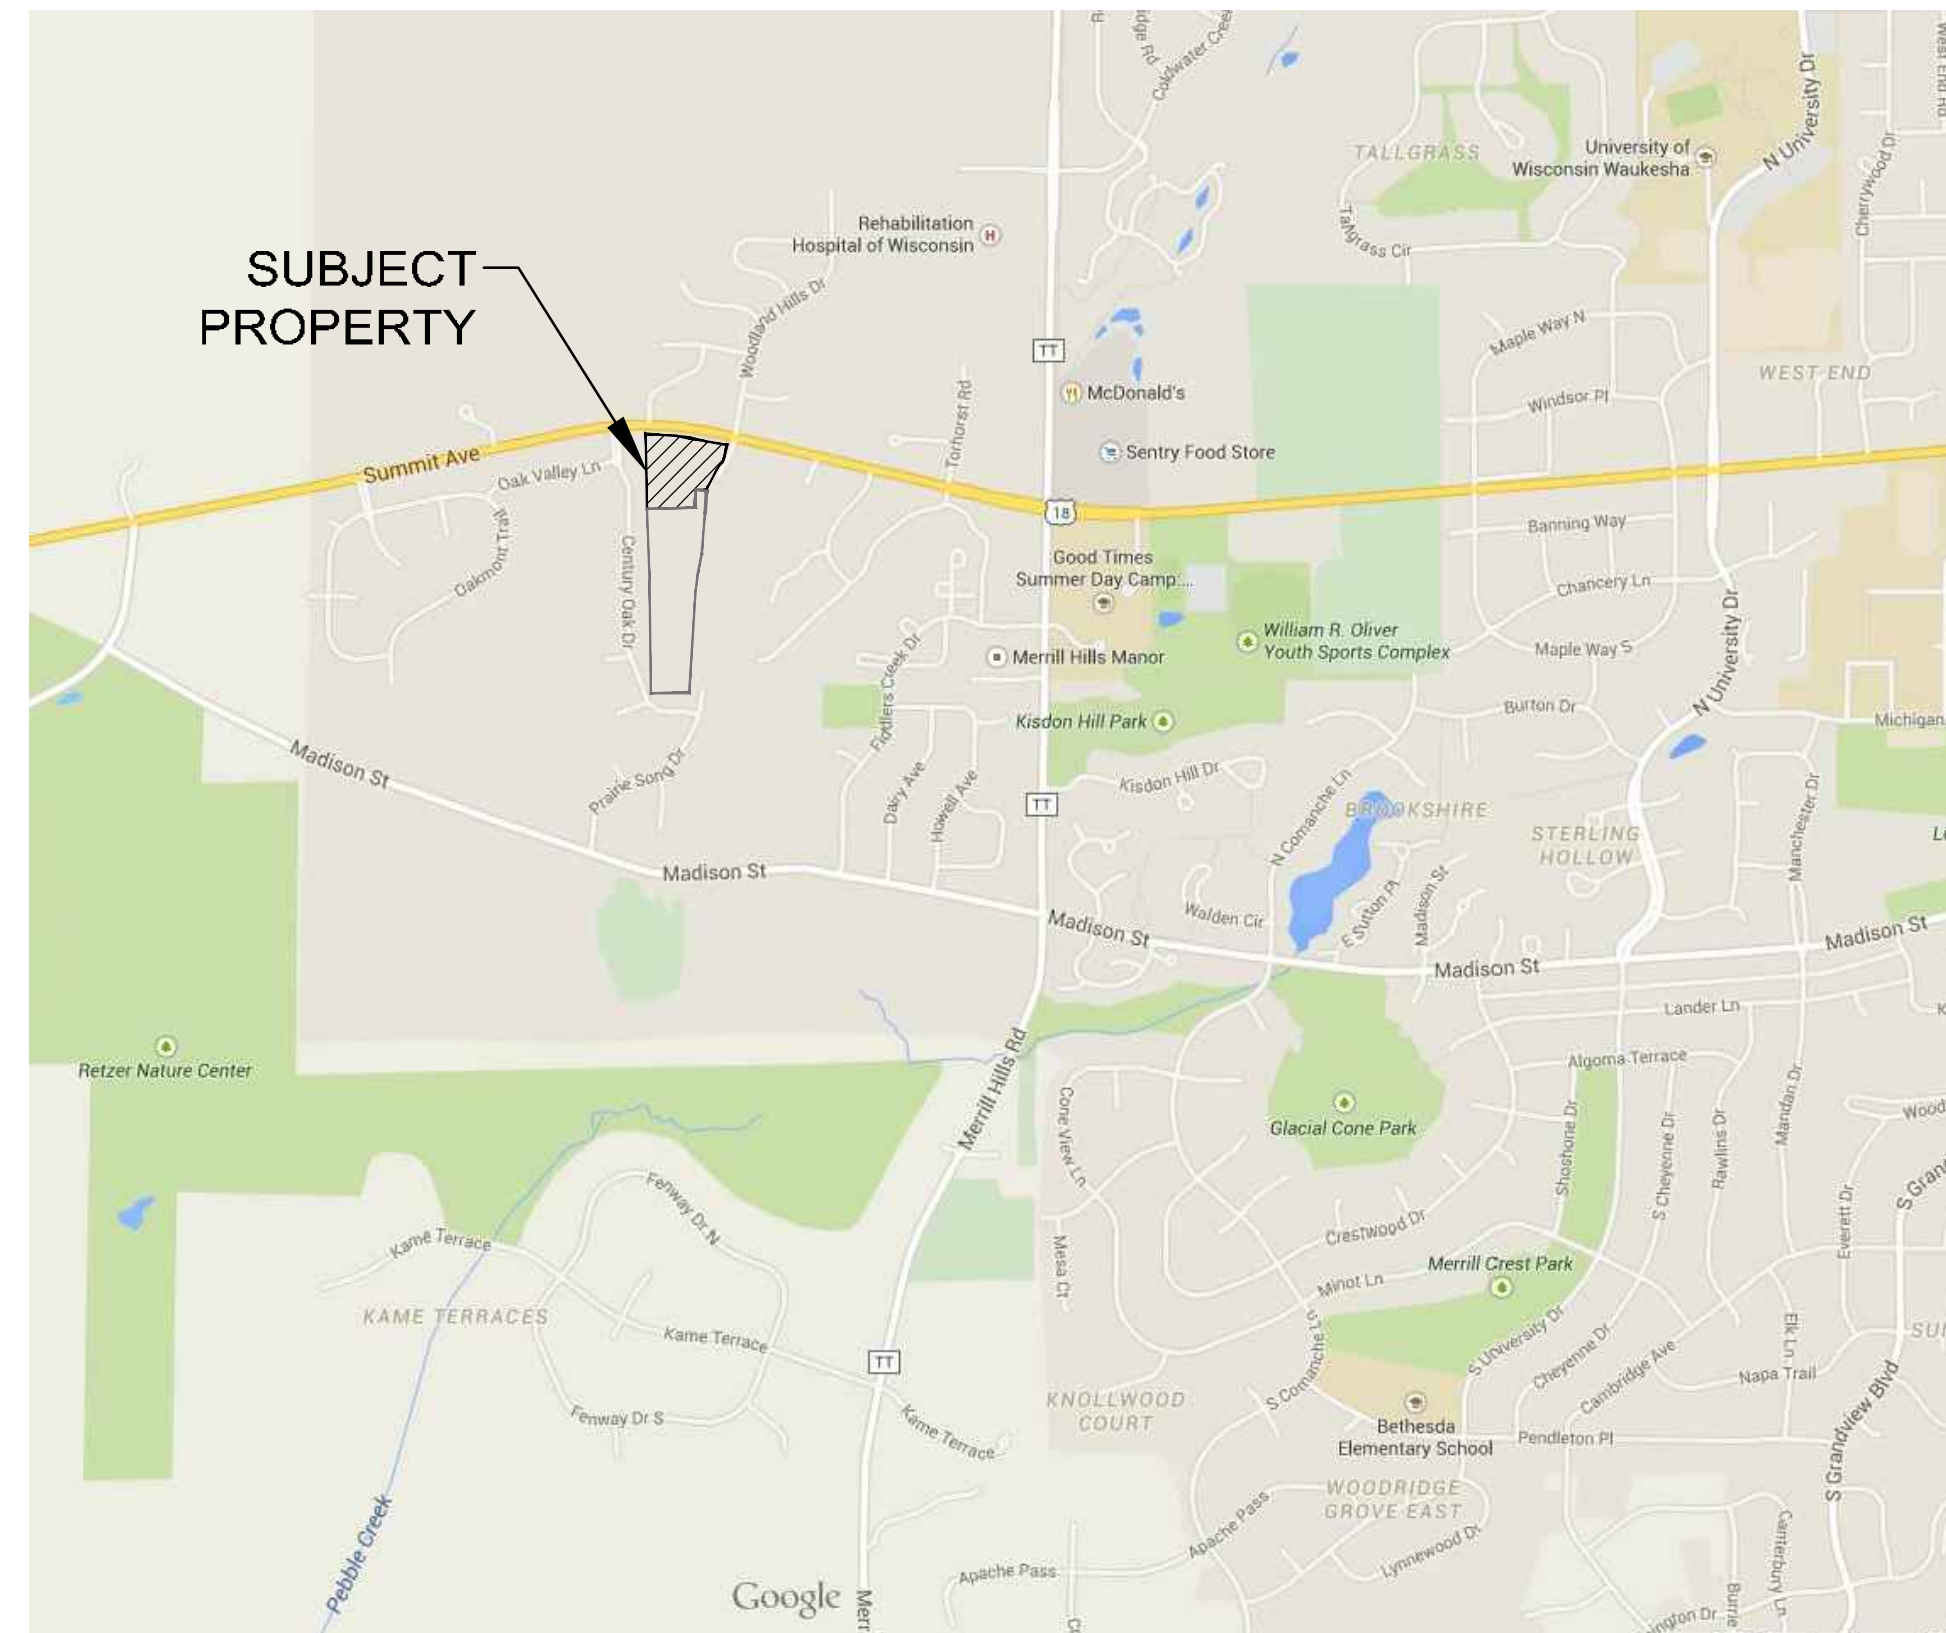 Coldwater Creek
N University Dr
TALLGRASS
University of
Wisconsin Waukesha
Cherrywood Dr
Tallgrass Cir
Rehabilitation
Hospital of Wisconsin
H
SUBJECT
PROPERTY
Woodland Hills Dr
TT
Maple Way N
WEST END
McDonald's
Windsor Pl
Torhorst Rd
Sentry Food Store
Summit Ave
Oak Valley Ln
18
Oakmont Trail
Century Oak Dr
Banning Way
Good Times
Summer Day Camp:...
Chancery Ln
N University Dr
William R. Oliver
Youth Sports Complex
Maple Way S
Merrill Hills Manor
Fiddlers Creek Dr
Kisdon Hill Park
Burton Dr
Michigan
Madison St
Prairie Song Dr
Dairy Ave
Howell Ave
Kisdon Hill Dr
TT
N Comanche Ln
BROOKSHIRE
STERLING
HOLLOW
Manchester Dr
Madison St
Walden Cir
E Sutton Pl
Madison St
Madison St
Madison St
Madison St
Lander Ln
Retzer Nature Center
Merrill Hills Rd
Algoma Terrace
Cone View Ln
Glacial Cone Park
Shoshone Dr
S Cheyenne Dr
Rawlins Dr
Mandan Dr
Wood
S Gran
Everett Dr
Fenway Dr N
Kame Terrace
Crestwood Dr
Mesa Ct
Merrill Crest Park
Minot Ln
KAME TERRACES
Kame Terrace
S Comanche Ln
S University Dr
Cheyenne Dr
Cambridge Ave
Elk Ln
Napa Trail
TT
KNOLLWOOD
COURT
Fenway Dr S
Kame Terrace
Bethesda
Elementary School
Pendleton Pl
S Grandview Blvd
WOODRIDGE
GROVE EAST
Apache Pass
Lynnewood Dr
Canterbury Ln
Pebble Creek
Apache Pass
Google
Merr
Burrie
ington Dr